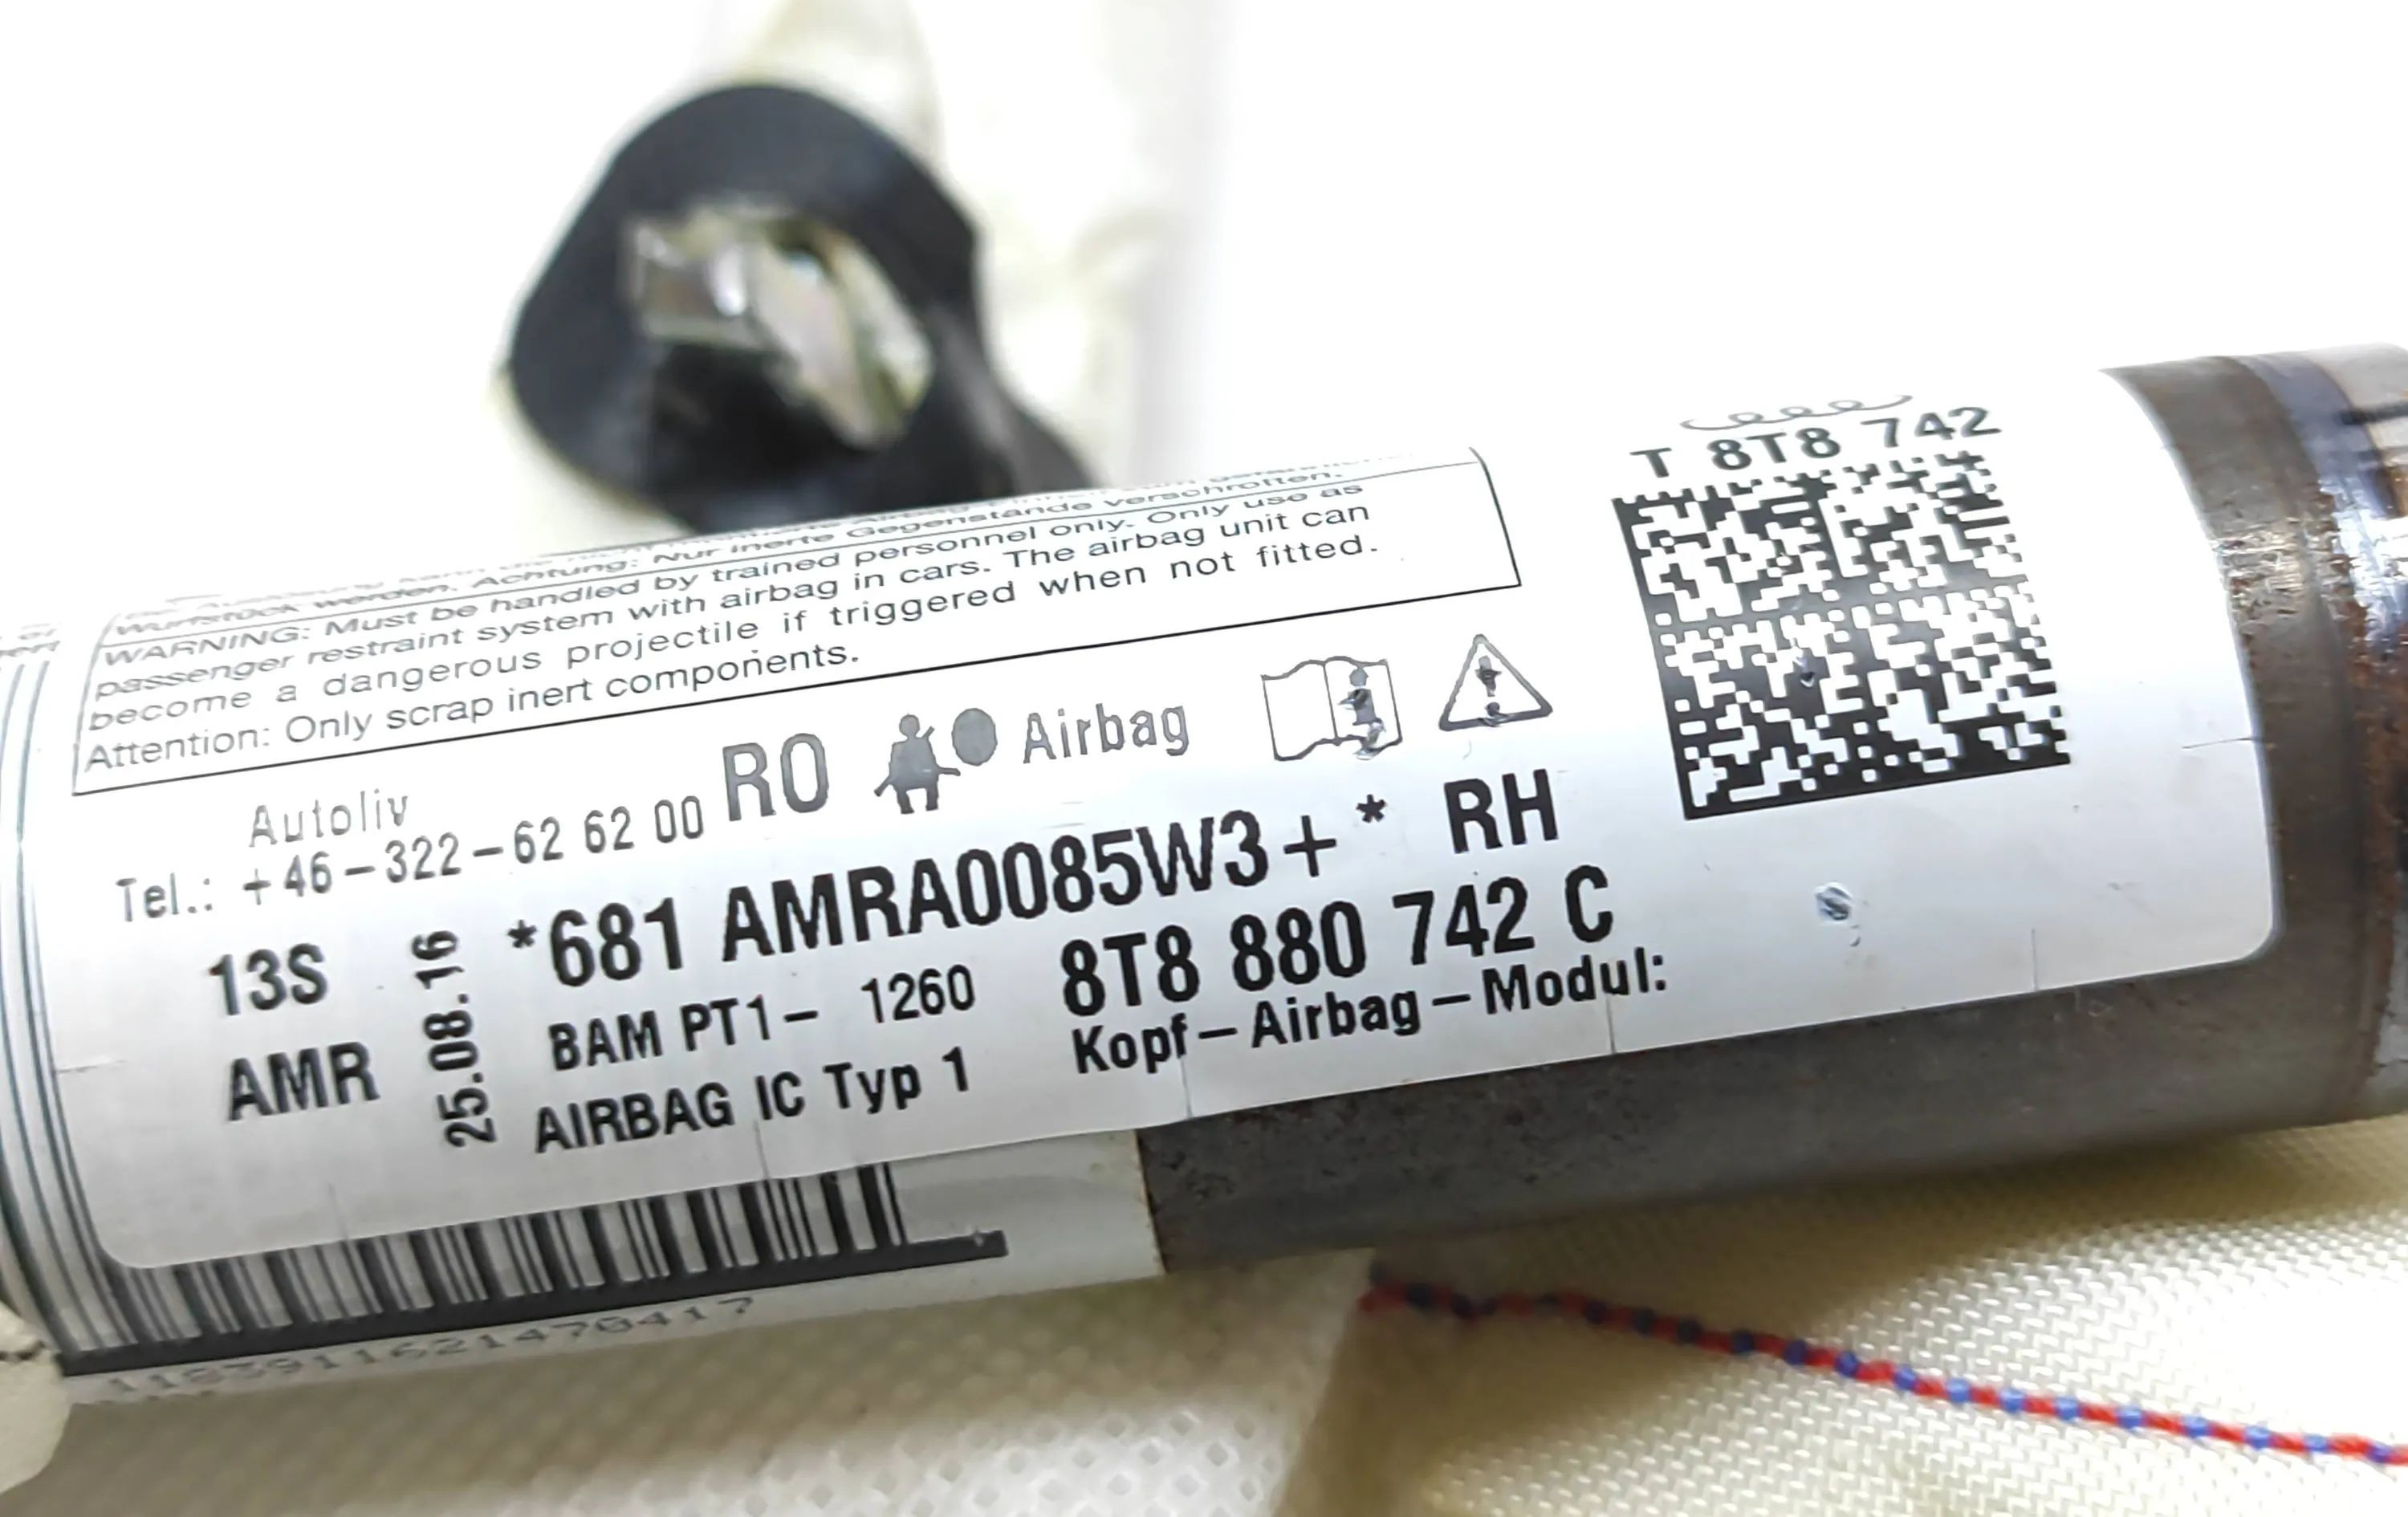 T 8T8 742
Wurfstück werden. Achtung: Nur inerte Gegenstände verschrotten.
WARNING: Must be handled by trained personnel only. Only use as
passenger restraint system with airbag in cars. The airbag unit can
become a dangerous projectile if triggered when not fitted.
Attention: Only scrap inert components.
Autoliv
Tel.: +46-322-62 62 00
RO
Airbag
13S
AMR
25.08.16
*681 AMRA0085W3+* RH
BAM PT1- 1260
AIRBAG IC Typ 1
8T8 880 742 C
Kopf-Airbag-Modul: